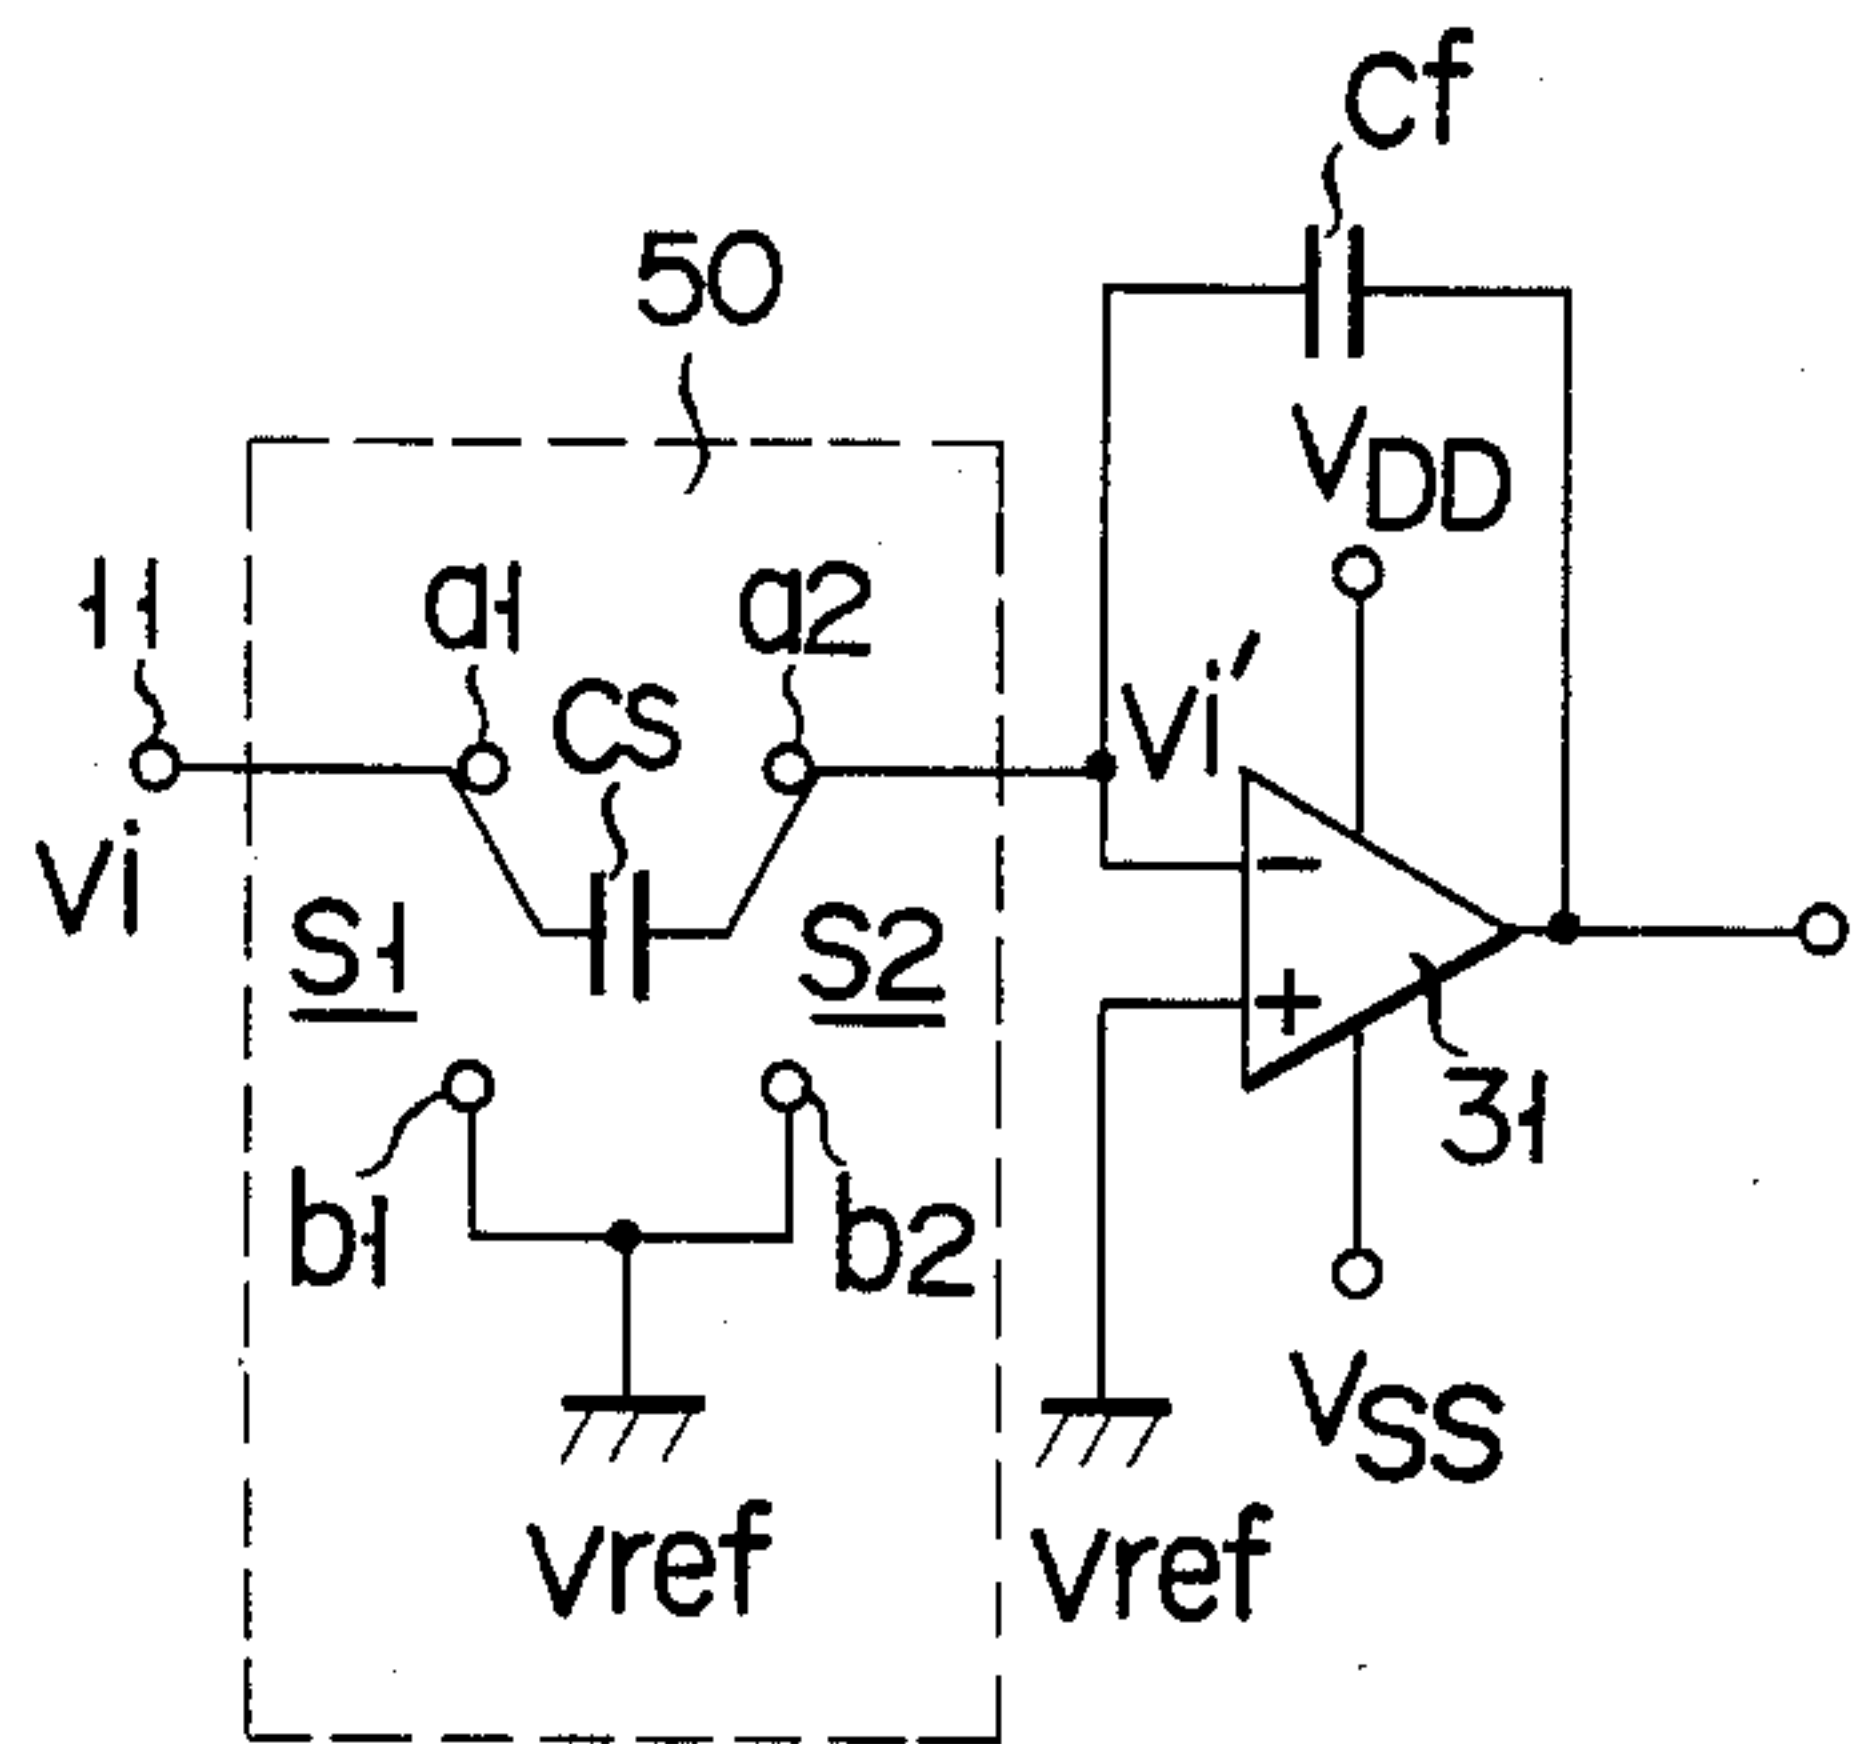 Cf
50
VDD
11
a1
a2
Cs
Vi'
Vi
S1
S2
−
+
31
b1
b2
VSS
Vref
Vref